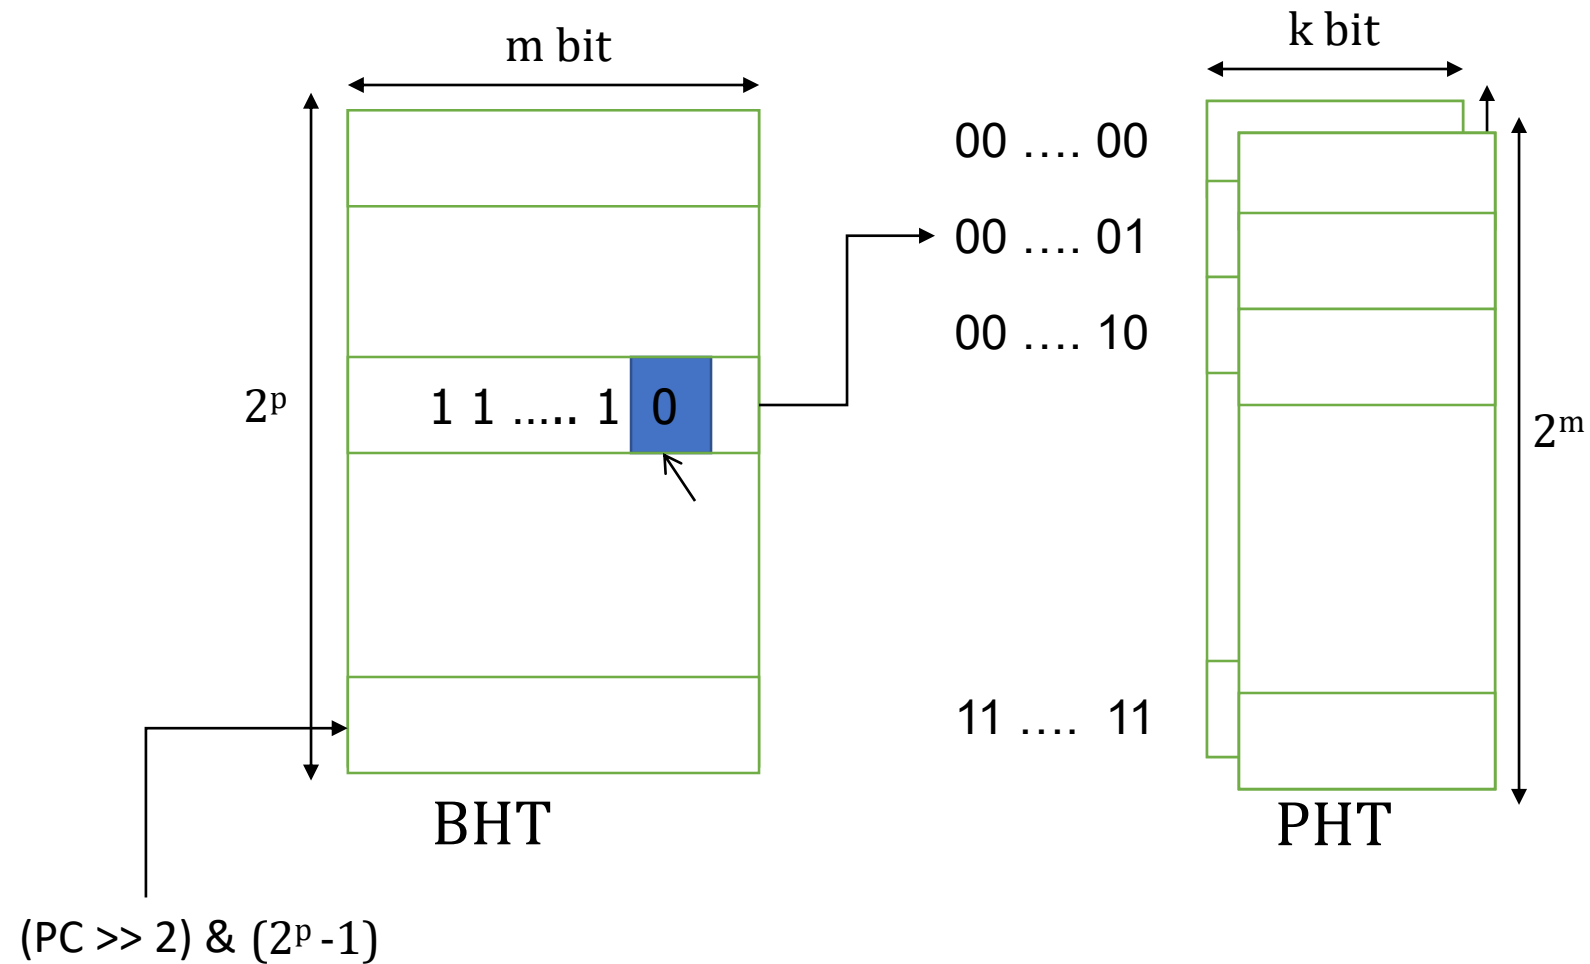 m bit
k bit
00 .... 00
00 .... 01
00 .... 10
2ᵖ
1 1 ..... 1 0
2ᵐ
11 .... 11
BHT
PHT
(PC >> 2) & (2ᵖ -1)